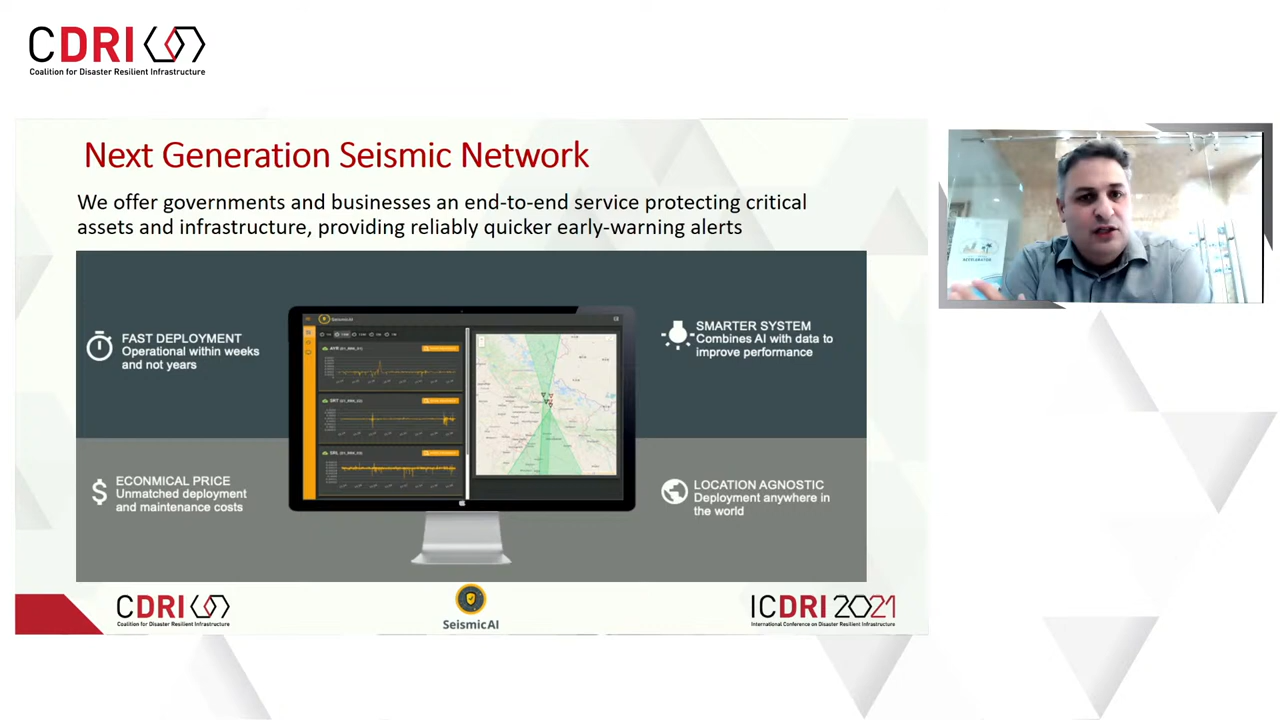 CDRI
Coalition for Disaster Resilient Infrastructure
Next Generation Seismic Network
We offer governments and businesses an end-to-end service protecting critical
assets and infrastructure, providing reliably quicker early-warning alerts
FAST DEPLOYMENT
Operational within weeks
and not years
SMARTER SYSTEM
Combines AI with data to
improve performance
ECONMICAL PRICE
Unmatched deployment
and maintenance costs
LOCATION AGNOSTIC
Deployment anywhere in
the world
SeismicAI
CDRI
Coalition for Disaster Resilient Infrastructure
SeismicAI
ICDRI 2021
International Conference on Disaster Resilient Infrastructure
ACCELERATOR